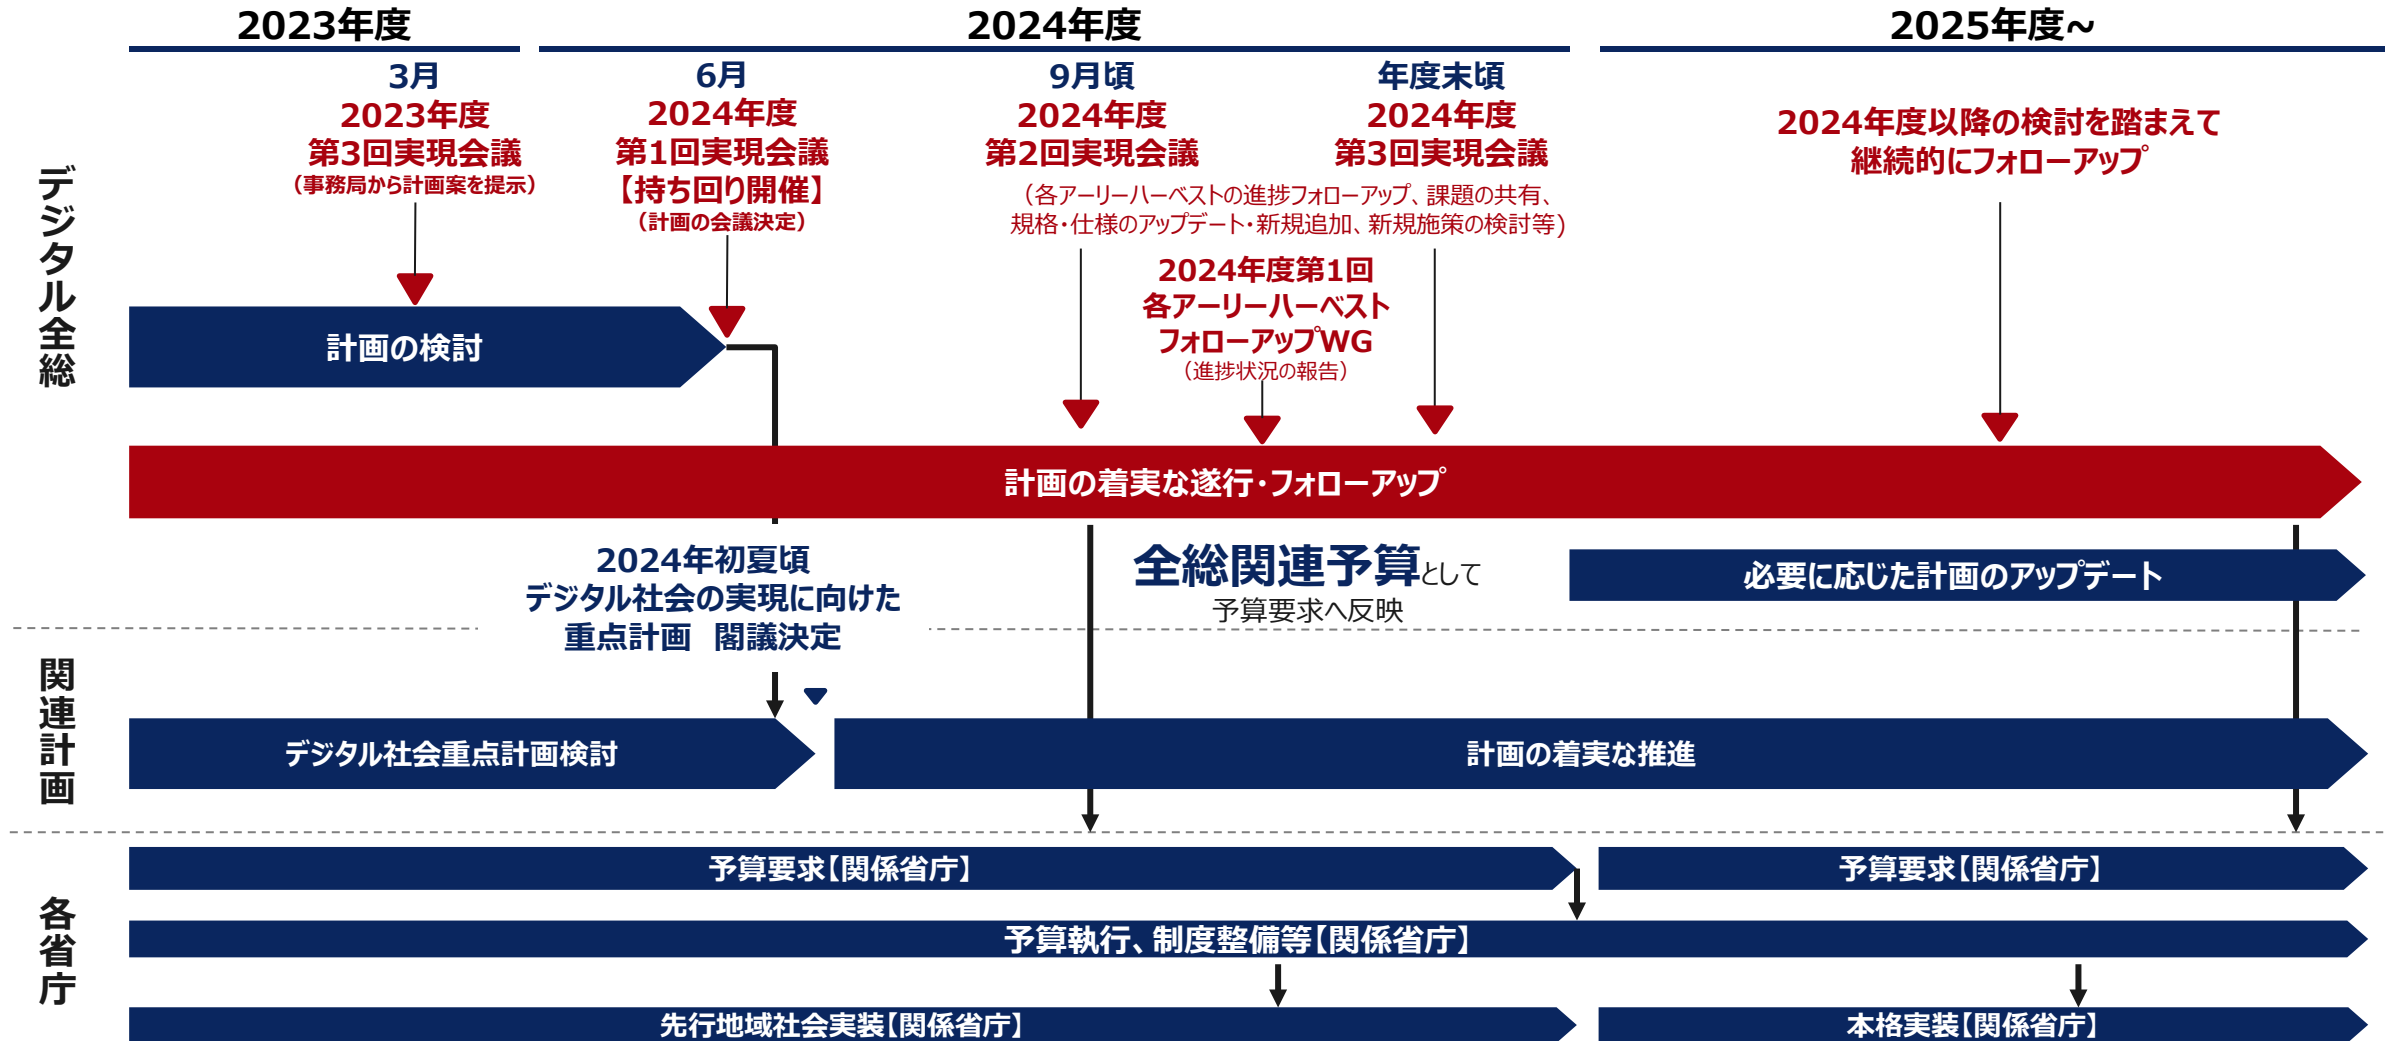 2023年度
2024年度
2025年度~
デジタル全総
3月
2023年度
第3回実現会議
（事務局から計画案を提示）
6月
2024年度
第1回実現会議
【持ち回り開催】
（計画の会議決定）
9月頃
2024年度
第2回実現会議
年度末頃
2024年度
第3回実現会議
（各アーリーハーベストの進捗フォローアップ、課題の共有、
規格・仕様のアップデート・新規追加、新規施策の検討等）
2024年度第1回
各アーリーハーベスト
フォローアップWG
（進捗状況の報告）
2024年度以降の検討を踏まえて
継続的にフォローアップ
計画の検討
計画の着実な遂行・フォローアップ
2024年初夏頃
デジタル社会の実現に向けた
重点計画　閣議決定
全総関連予算として
予算要求へ反映
必要に応じた計画のアップデート
関連計画
デジタル社会重点計画検討
計画の着実な推進
各省庁
予算要求【関係省庁】
予算要求【関係省庁】
予算執行、制度整備等【関係省庁】
先行地域社会実装【関係省庁】
本格実装【関係省庁】